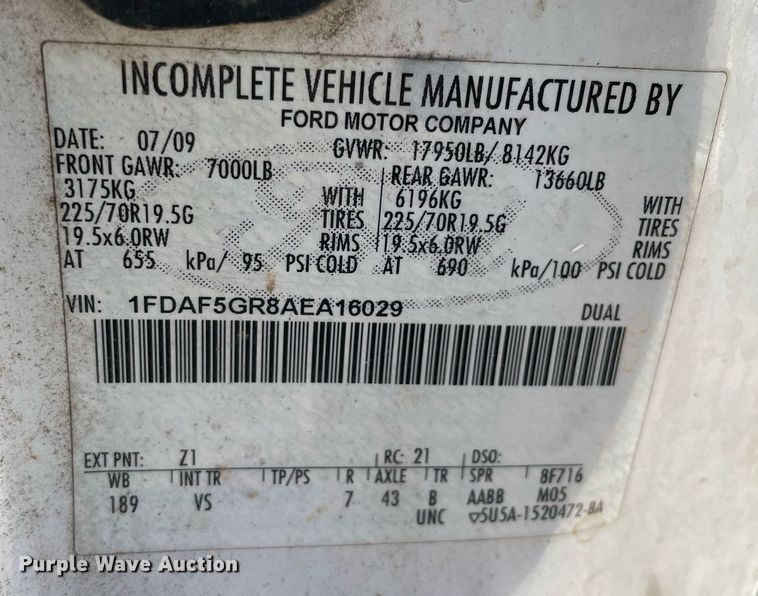 INCOMPLETE VEHICLE MANUFACTURED BY
FORD MOTOR COMPANY
DATE: 07/09 GVWR: 17950LB/ 8142KG
FRONT GAWR: 7000LB REAR GAWR: 13660LB
3175KG WITH 6196KG WITH
225/70R19.5G TIRES 225/70R19.5G TIRES
19.5x6.0RW RIMS 19.5x6.0RW RIMS
AT 655 kPa/ 95 PSI COLD AT 690 kPa/100 PSI COLD
VIN: 1FDAF5GR8AEA16029 DUAL
EXT PNT: Z1 RC: 21 DSO:
WB INT TR TP/PS R AXLE TR SPR 8F716
189 VS 7 43 B AABB M05
UNC ▽5U5A-1520472-BA
Purple Wave Auction